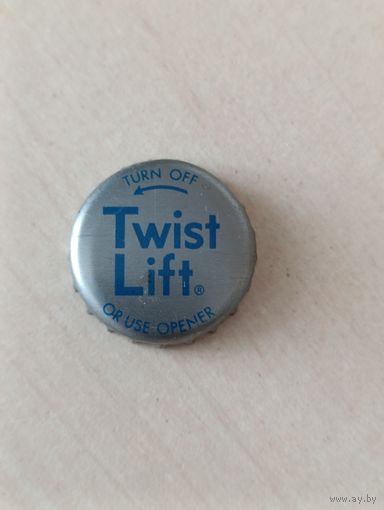 TURN OFF
Twist
Lift®
OR USE OPENER
www.ay.by